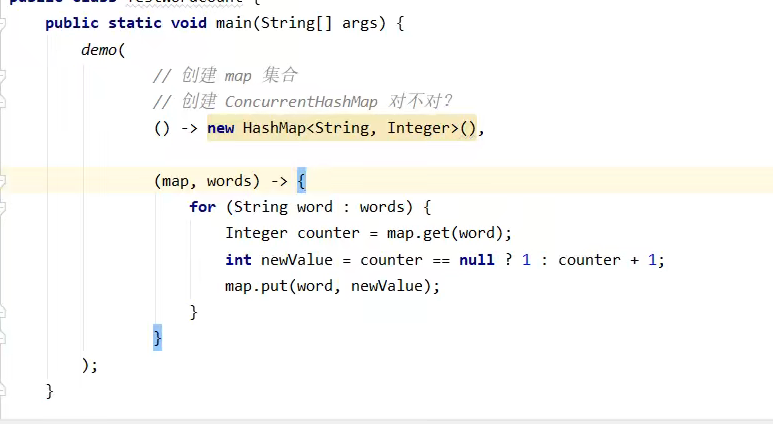 public class TestWordCount {
public static void main(String[] args) {
demo(
// 创建 map 集合
// 创建 ConcurrentHashMap 对不对？
() -> new HashMap<String, Integer>(),
(map, words) -> {
for (String word : words) {
Integer counter = map.get(word);
int newValue = counter == null ? 1 : counter + 1;
map.put(word, newValue);
}
}
);
}